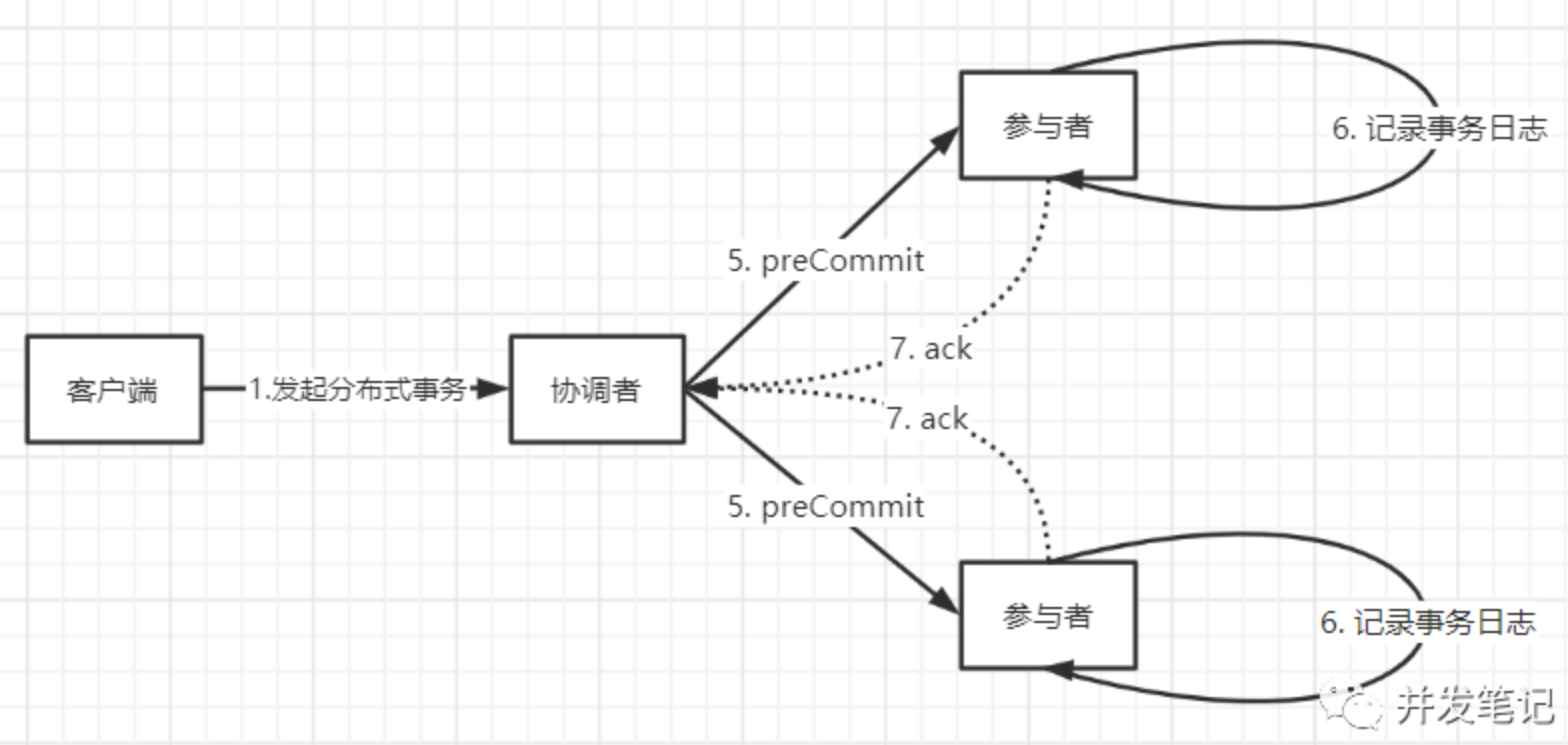 参与者
6. 记录事务日志
5. preCommit
7. ack
客户端
1.发起分布式事务
协调者
7. ack
5. preCommit
参与者
6. 记录事务日志
并发笔记